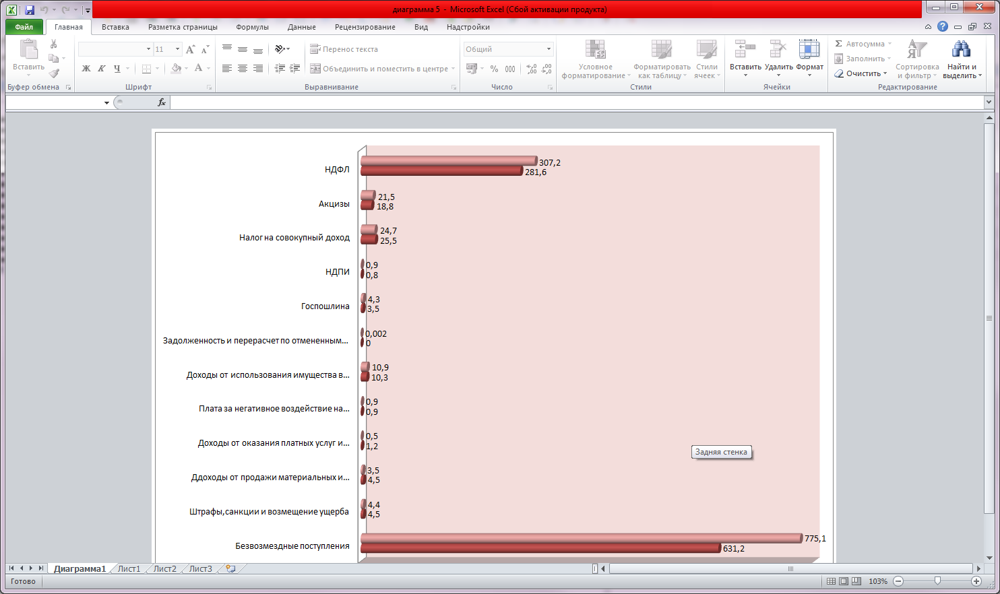 диаграмма 5 - Microsoft Excel (Сбой активации продукта)
Файл Главная Вставка Разметка страницы Формулы Данные Рецензирование Вид Надстройки
Вставить
Буфер обмена
11
Ж К Ч
Шрифт
Перенос текста
Объединить и поместить в центре
Выравнивание
Общий
% 000
Число
Условное форматирование
Форматировать как таблицу
Стили ячеек
Стили
Вставить Удалить Формат
Ячейки
Автосумма
Заполнить
Очистить
Сортировка и фильтр
Найти и выделить
Редактирование
fx
НДФЛ 307,2
281,6
Акцизы 21,5
18,8
Налог на совокупный доход 24,7
25,5
НДПИ 0,9
0,8
Госпошлина 4,3
3,5
Задолженность и перерасчет по отмененным... 0,002
0
Доходы от использования имущества в... 10,9
10,3
Плата за негативное воздействие на... 0,9
0,9
Доходы от оказания платных услуг и... 0,5
1,2
Задняя стенка
Ддоходы от продажи материальных и... 3,5
4,5
Штрафы,санкции и возмещение ущерба 4,4
4,5
Безвозмездные поступления 775,1
631,2
Диаграмма1 Лист1 Лист2 Лист3
Готово 103%